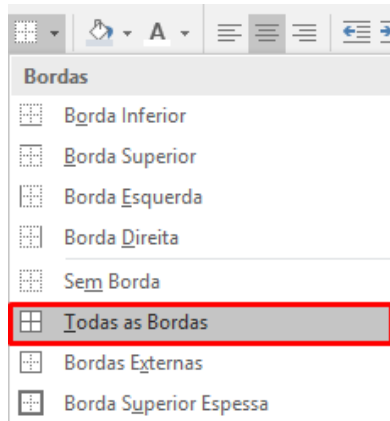 A
Bordas
Borda Inferior
Borda Superior
Borda Esquerda
Borda Direita
Sem Borda
Todas as Bordas
Bordas Externas
Borda Superior Espessa